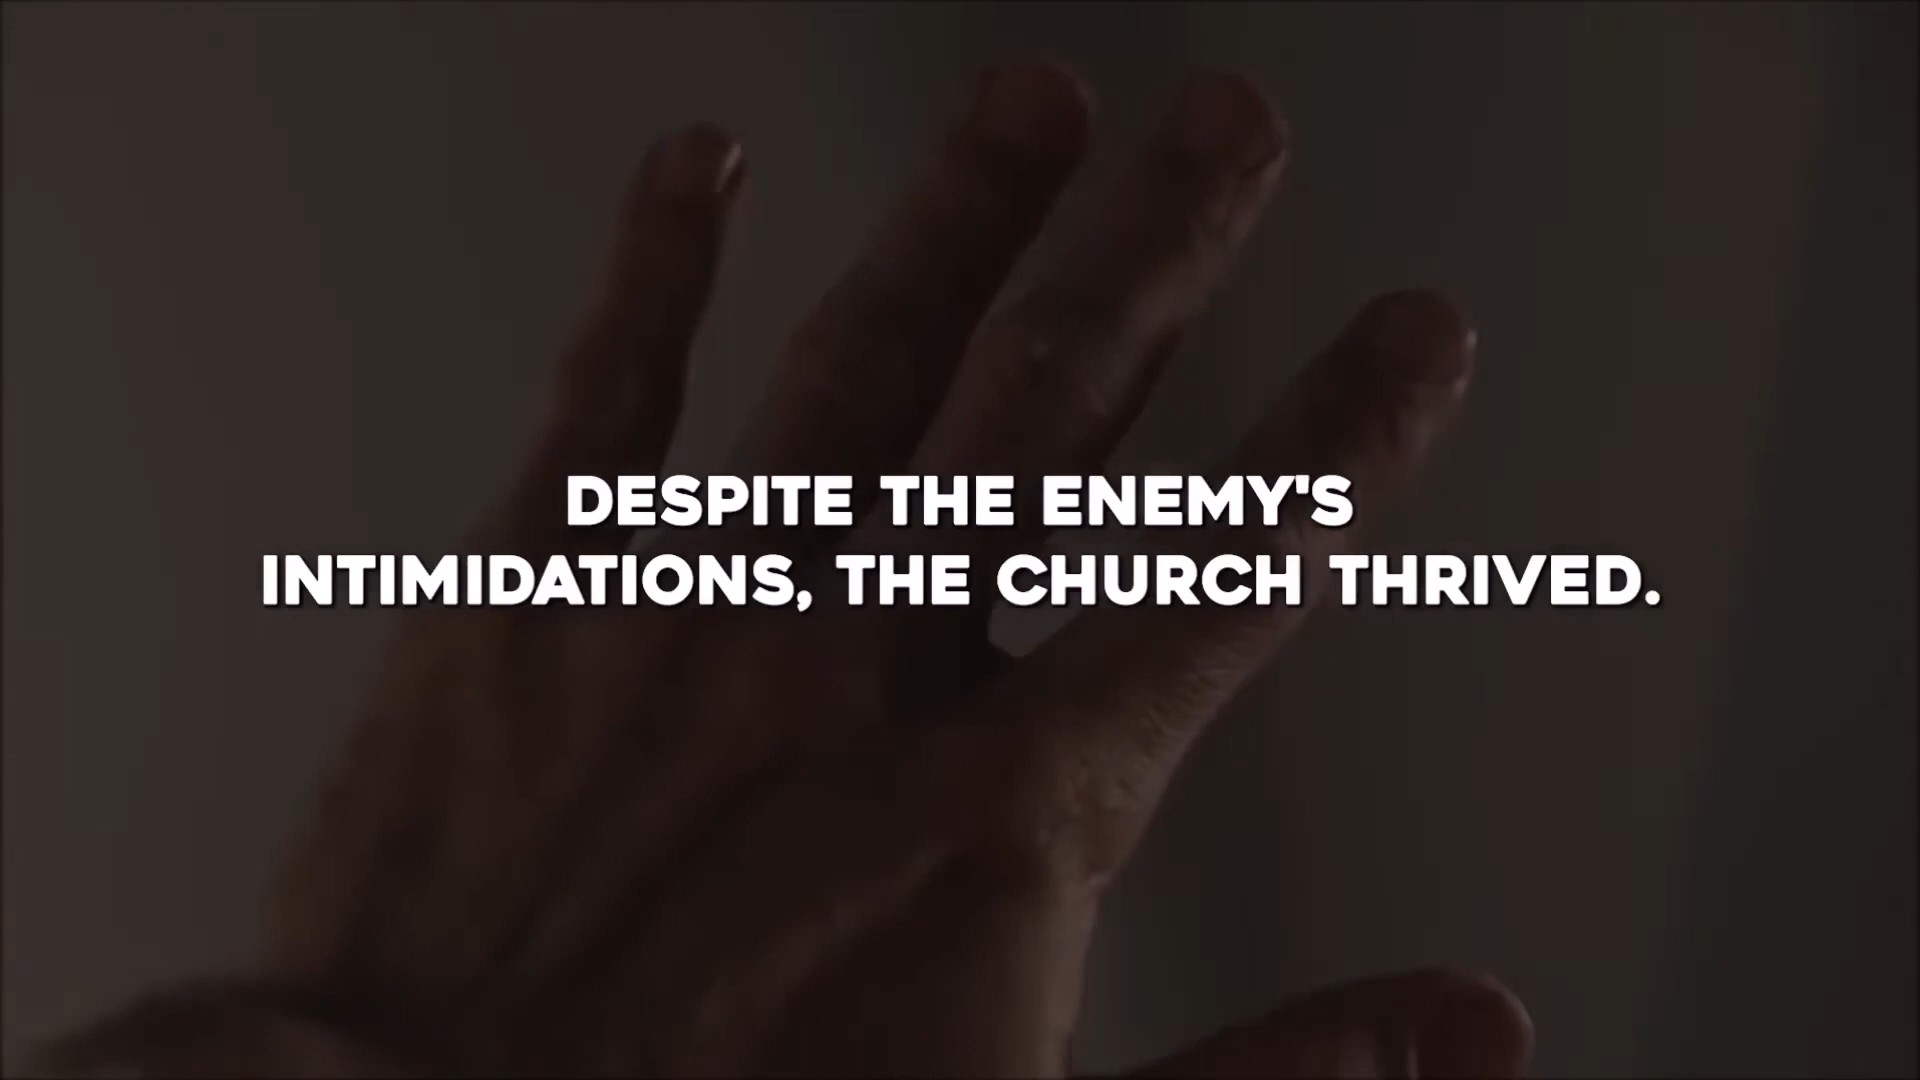 DESPITE THE ENEMY'S
INTIMIDATIONS, THE CHURCH THRIVED.